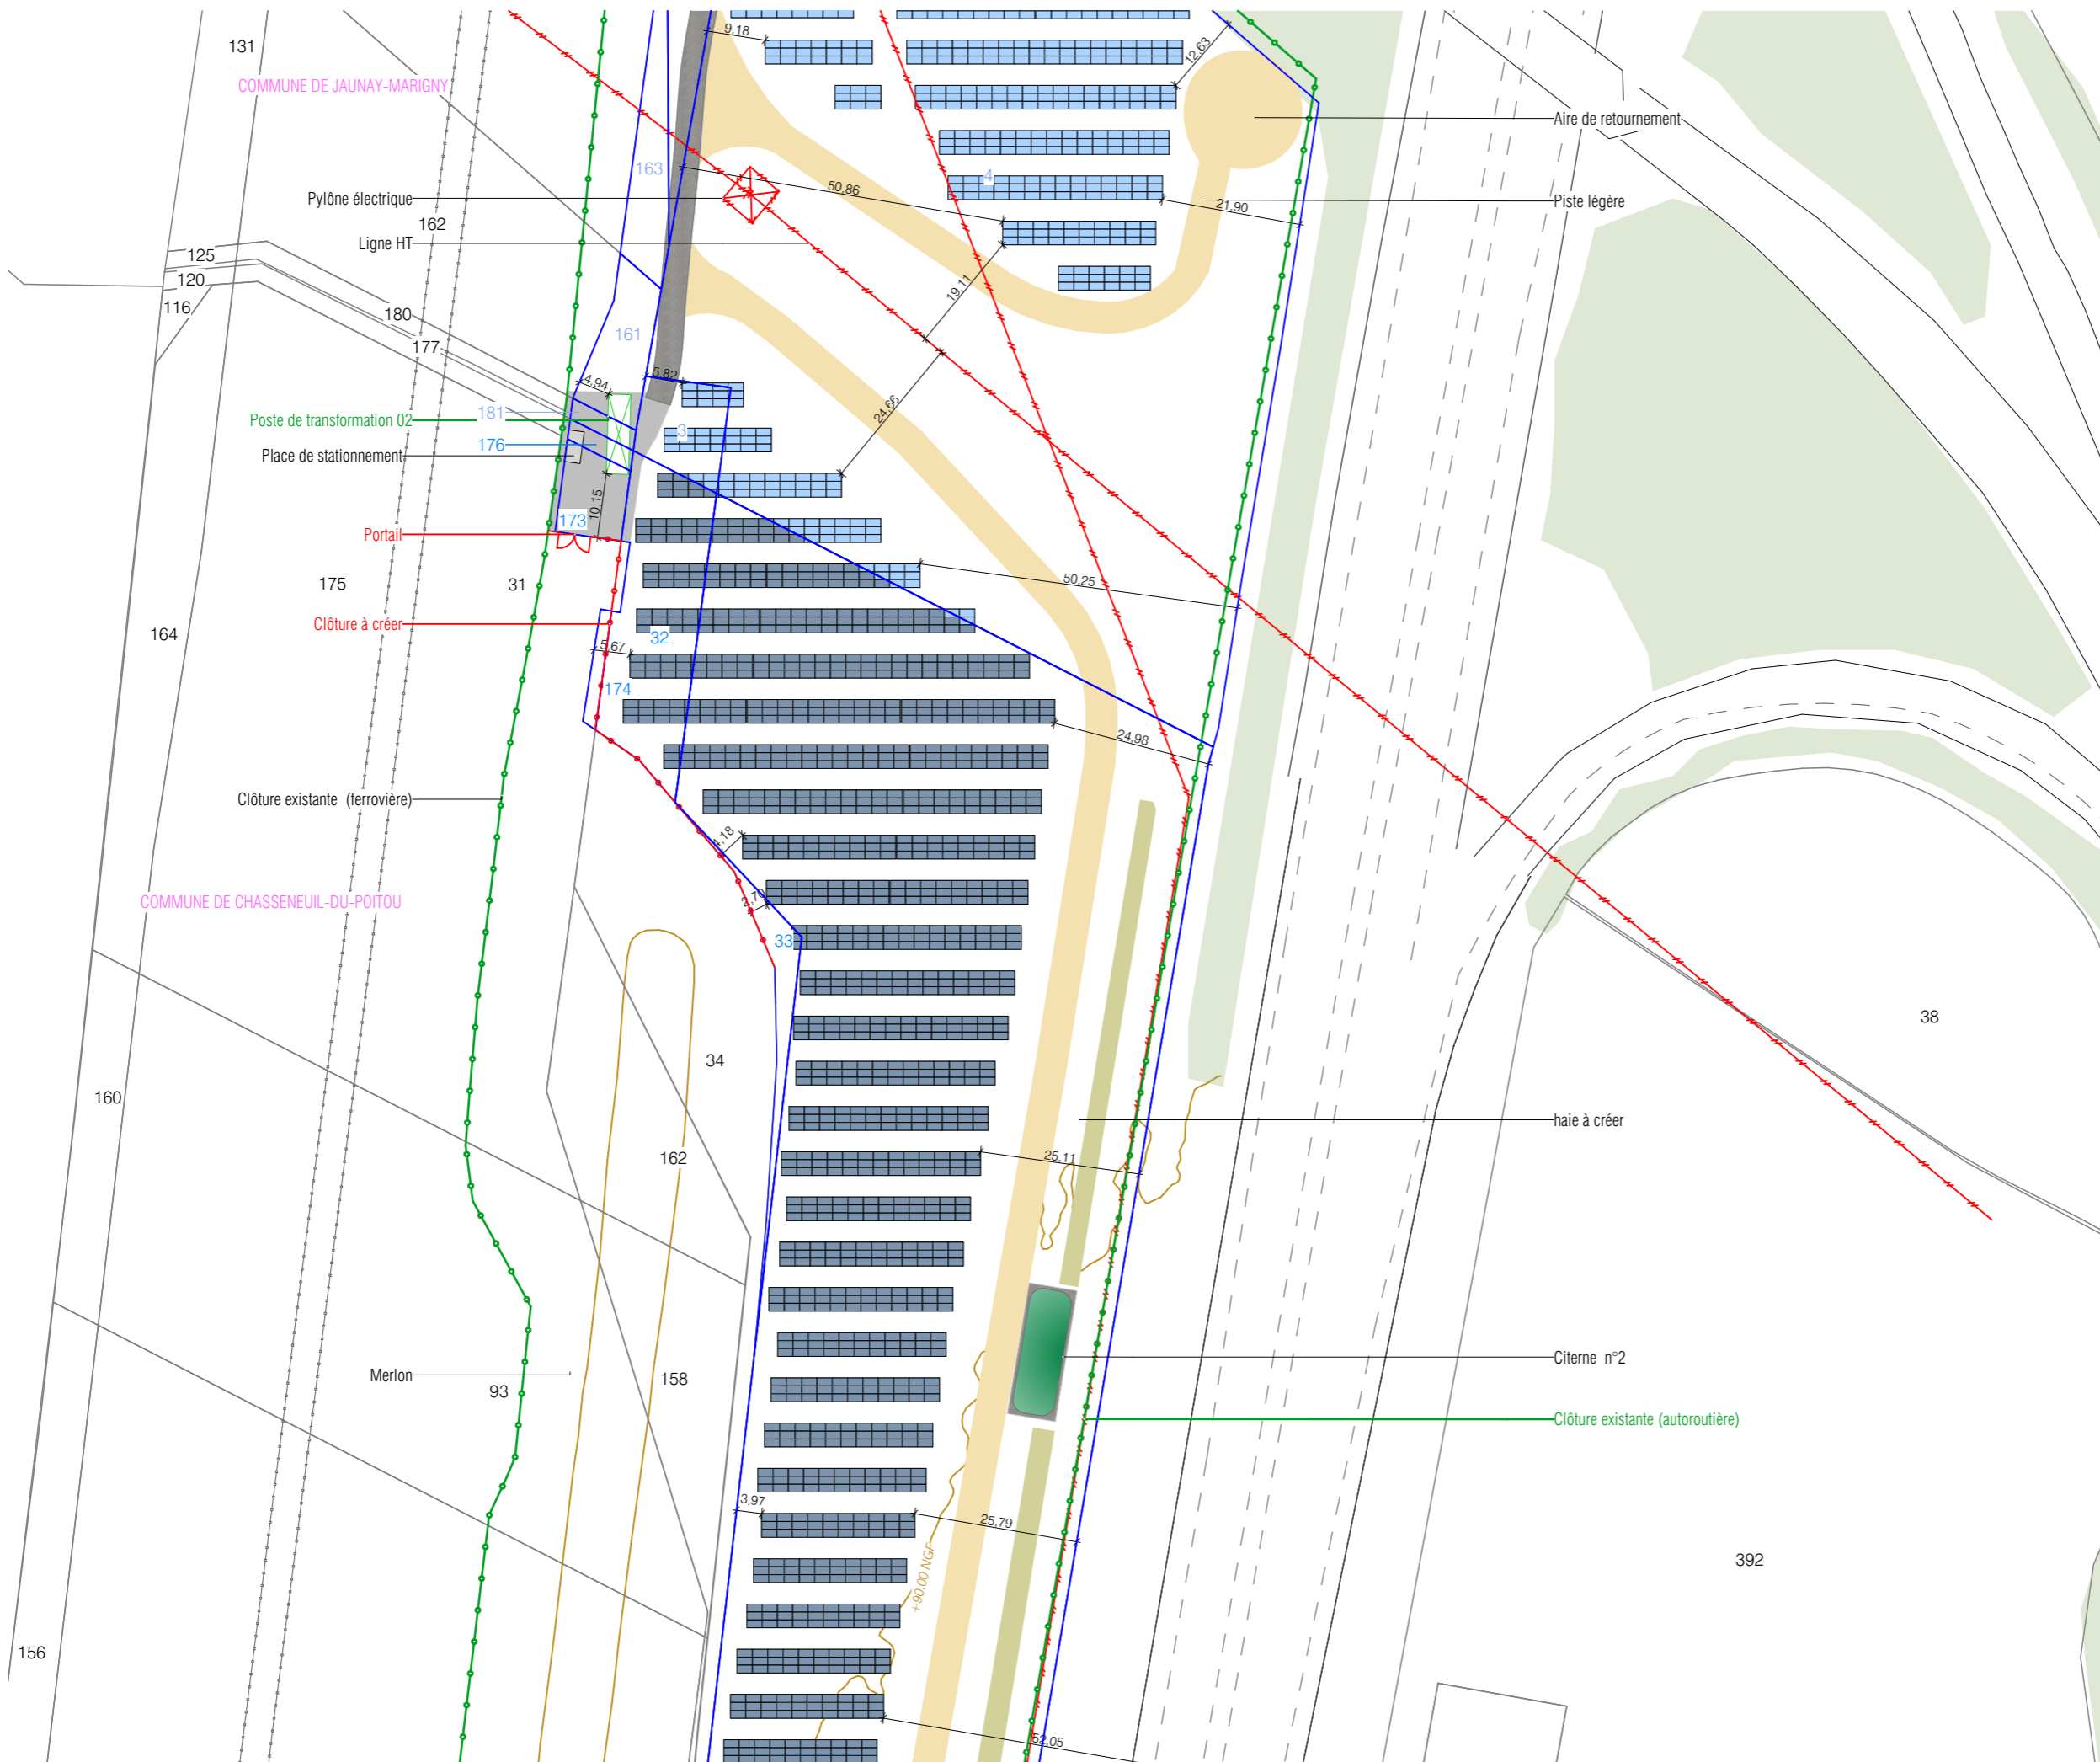 9,18
131
12,63
COMMUNE DE JAUNAY-MARIGNY
Aire de retournement
163
4
50,86
Pylône électrique
21,90
Piste légère
162
Ligne HT
125
120
19,11
116
180
161
177
5,82
4,94
24,66
181
Poste de transformation 02
3
176
Place de stationnement
10,15
173
Portail
50,25
175
31
Clôture à créer
164
32
5,67
174
24,98
Clôture existante (ferrovière)
4,18
2,70
COMMUNE DE CHASSENEUIL-DU-POITOU
33
38
34
160
haie à créer
25,11
162
Citerne n°2
Merlon
158
93
Clôture existante (autoroutière)
3,97
25,79
392
+90.00 NGF
156
52,05